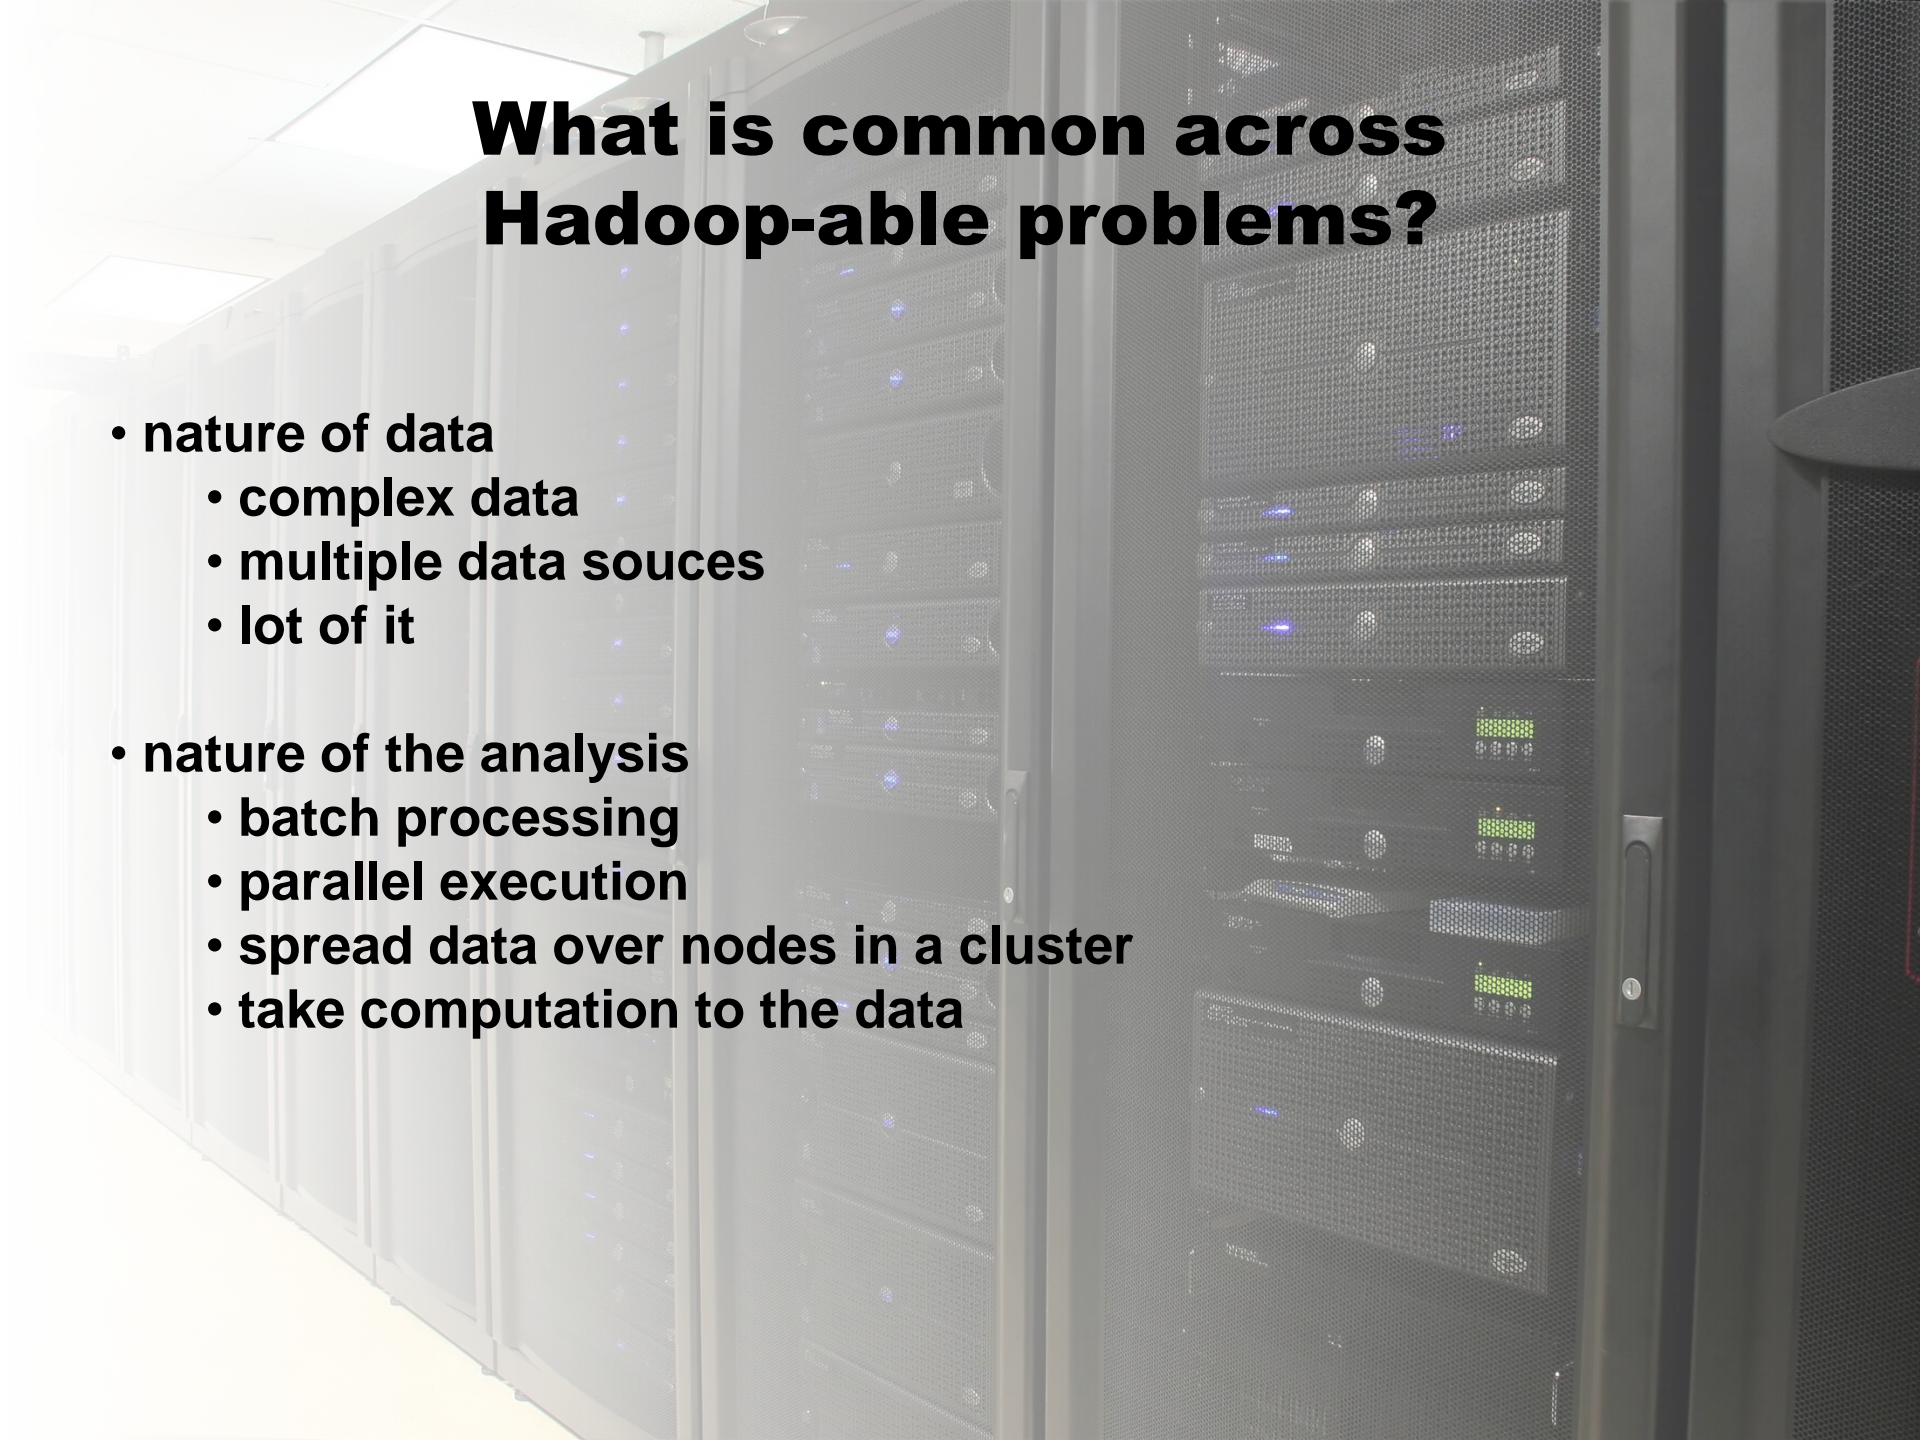 What is common across
Hadoop-able problems?
• nature of data
• complex data
• multiple data souces
• lot of it
• nature of the analysis
• batch processing
• parallel execution
• spread data over nodes in a cluster
• take computation to the data